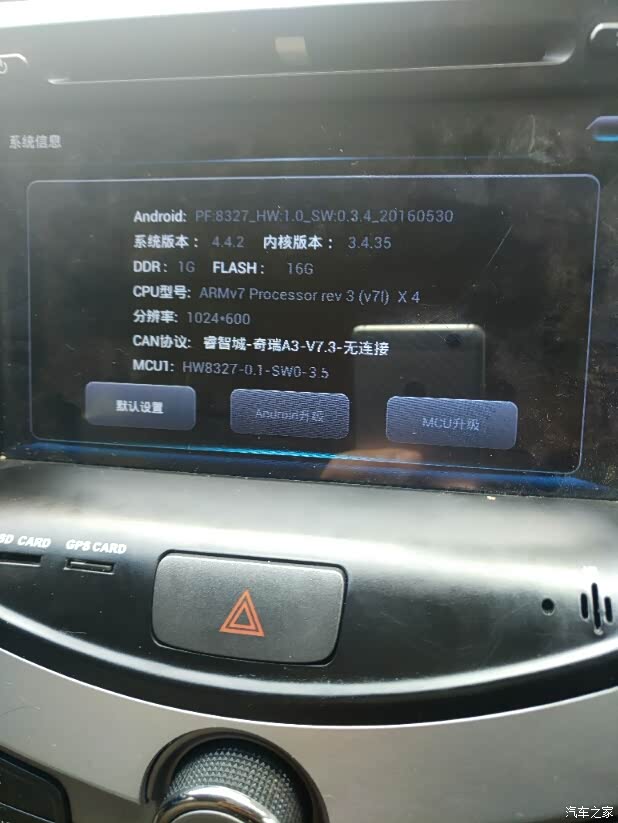 系统信息
Android: PF:8327_HW:1.0_SW:0.3.4_20160530
系统版本： 4.4.2 内核版本： 3.4.35
DDR: 1G FLASH: 16G
CPU型号: ARMv7 Processor rev 3 (v7l) X 4
分辨率: 1024*600
CAN协议: 睿智城-奇瑞A3-V7.3-无连接
MCU1: HW8327-0.1-SW0-3.5
默认设置 Android升级 MCU升级
SD CARD GPS CARD
汽车之家